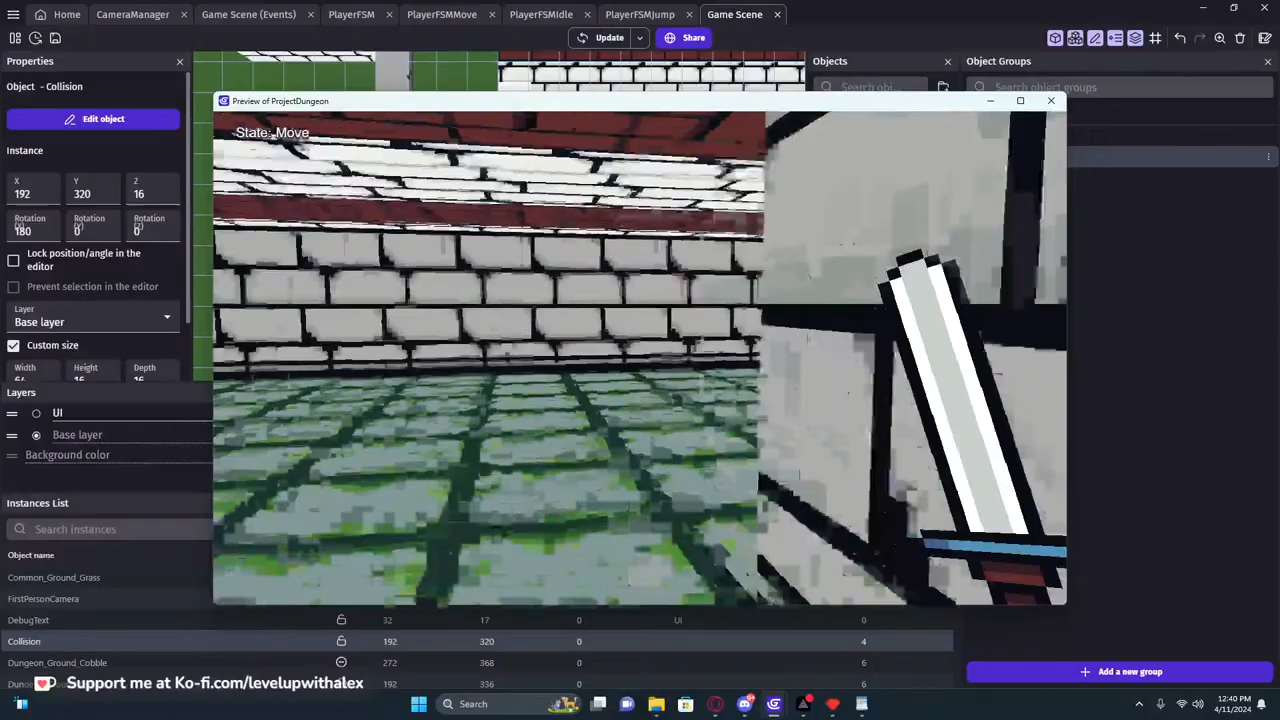 Home
CameraManager
Game Scene (Events)
PlayerFSM
PlayerFSMMove
PlayerFSMIdle
PlayerFSMJump
Game Scene
Update
Share
Objects
Object Groups
Search obj...
Search object groups
Object - Collision
Edit object
Instance
Y
Z
192
320
16
Rotation
Rotation
Rotation
180
0
0
Lock position/angle in the
editor
Prevent selection in the editor
Layer
Base layer
Custom size
Width
Height
Depth
Layers
UI
Base layer
Background color
Instances List
Search instances
Object name
Common_Ground_Grass
FirstPersonCamera
DebugText 32 17 0 UI 0
Collision 192 320 0 4
Dungeon_Ground_Cobble 272 368 0 6
192 336 0 6
Preview of ProjectDungeon
State: Move
Add a new group
Support me at Ko-fi.com/levelupwithalex
Search
12:40 PM
4/11/2024